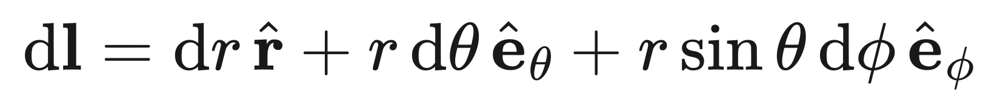 d𝐥 = d𝑟 𝐫̂ + 𝑟 d𝜃 𝐞̂_𝜃 + 𝑟 sin 𝜃 d𝜙 𝐞̂_𝜙